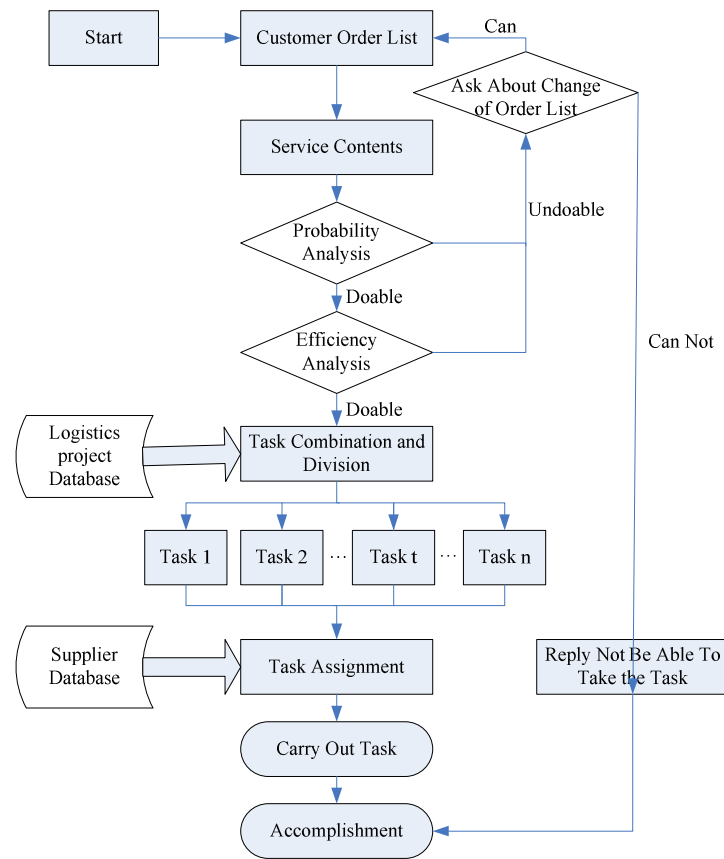 Start
Customer Order List
Can
Ask About Change
of Order List
Service Contents
Undoable
Probability
Analysis
Doable
Efficiency
Analysis
Can Not
Doable
Logistics
project
Database
Task Combination and
Division
Task 1
Task 2
...
Task t
...
Task n
Supplier
Database
Task Assignment
Reply Not Be Able To
Take the Task
Carry Out Task
Accomplishment